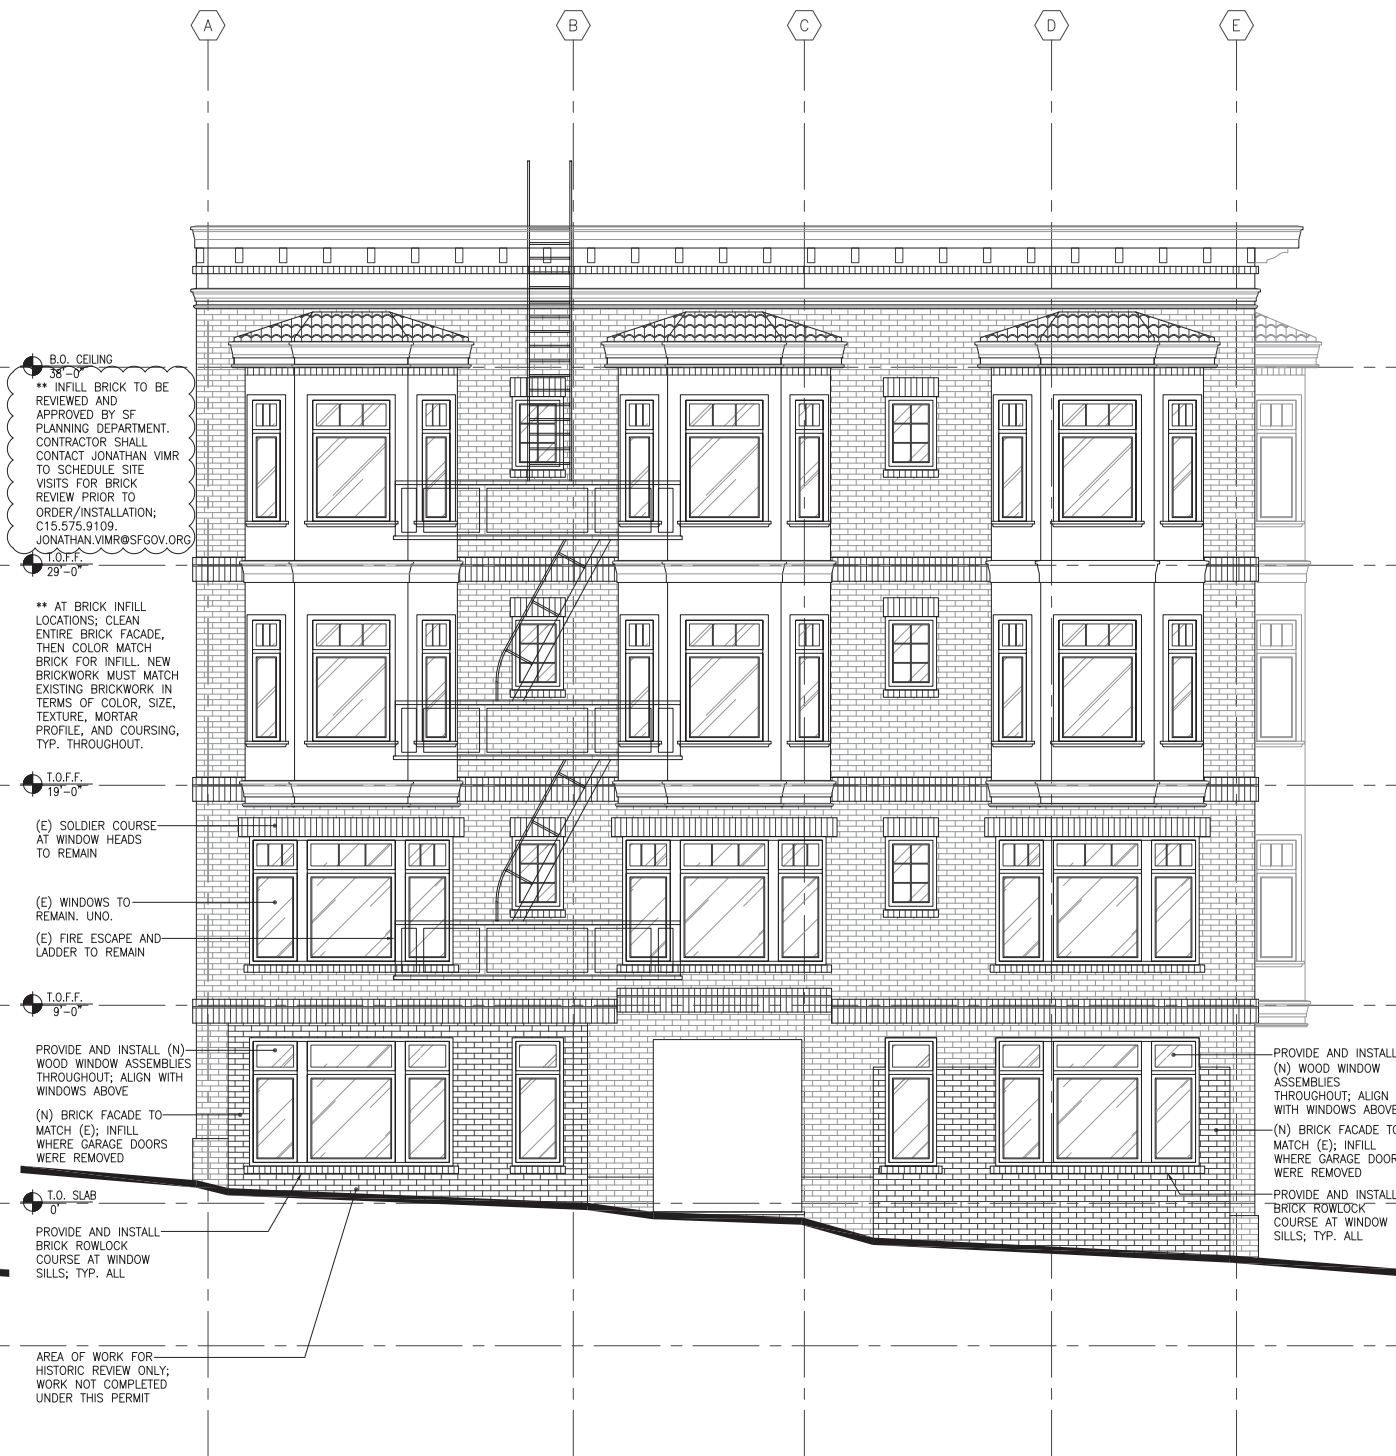 A
B
C
D
E
B.O. CEILING
38'-0"
** INFILL BRICK TO BE
REVIEWED AND
APPROVED BY SF
PLANNING DEPARTMENT.
CONTRACTOR SHALL
CONTACT JONATHAN VIMR
TO SCHEDULE SITE
VISITS FOR BRICK
REVIEW PRIOR TO
ORDER/INSTALLATION;
C15.575.9109.
JONATHAN.VIMR@SFGOV.ORG
T.O.F.F.
29'-0"
** AT BRICK INFILL
LOCATIONS; CLEAN
ENTIRE BRICK FACADE,
THEN COLOR MATCH
BRICK FOR INFILL. NEW
BRICKWORK MUST MATCH
EXISTING BRICKWORK IN
TERMS OF COLOR, SIZE,
TEXTURE, MORTAR
PROFILE, AND COURSING,
TYP. THROUGHOUT.
T.O.F.F.
19'-0"
(E) SOLDIER COURSE
AT WINDOW HEADS
TO REMAIN
(E) WINDOWS TO
REMAIN. UNO.
(E) FIRE ESCAPE AND
LADDER TO REMAIN
T.O.F.F.
9'-0"
PROVIDE AND INSTALL (N)
WOOD WINDOW ASSEMBLIES
THROUGHOUT; ALIGN WITH
WINDOWS ABOVE
(N) BRICK FACADE TO
MATCH (E); INFILL
WHERE GARAGE DOORS
WERE REMOVED
T.O. SLAB
0'
PROVIDE AND INSTALL
BRICK ROWLOCK
COURSE AT WINDOW
SILLS; TYP. ALL
AREA OF WORK FOR
HISTORIC REVIEW ONLY;
WORK NOT COMPLETED
UNDER THIS PERMIT
PROVIDE AND INSTALL
(N) WOOD WINDOW
ASSEMBLIES
THROUGHOUT; ALIGN
WITH WINDOWS ABOVE
(N) BRICK FACADE TO
MATCH (E); INFILL
WHERE GARAGE DOOR
WERE REMOVED
PROVIDE AND INSTALL
BRICK ROWLOCK
COURSE AT WINDOW
SILLS; TYP. ALL